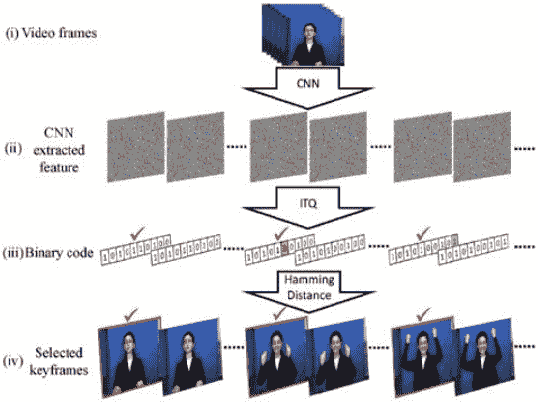 (i) Video frames
CNN
(ii) CNN
extracted
feature
ITQ
(iii) Binary code
Hamming
Distance
(iv) Selected
keyframes